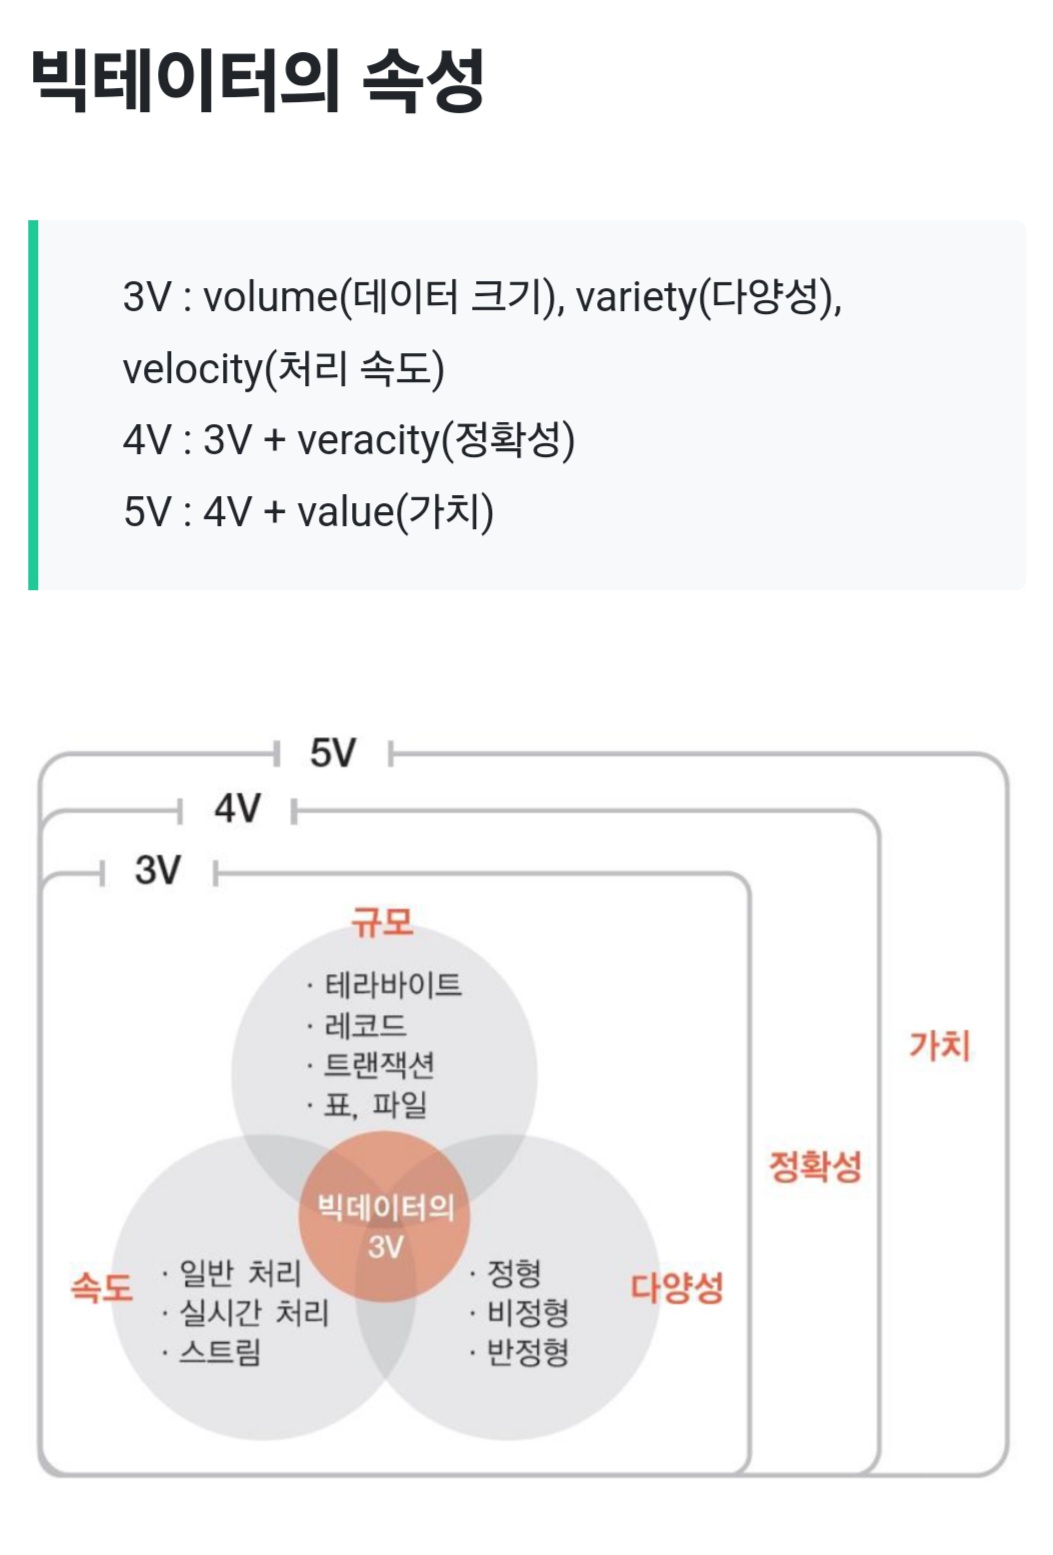 빅테이터의 속성
3V : volume(데이터 크기), variety(다양성),
velocity(처리 속도)
4V : 3V + veracity(정확성)
5V : 4V + value(가치)
5V
4V
3V
규모
· 테라바이트
· 레코드
· 트랜잭션
· 표, 파일
가치
정확성
빅데이터의
3V
속도
· 일반 처리
· 실시간 처리
· 스트림
· 정형
· 비정형
· 반정형
다양성